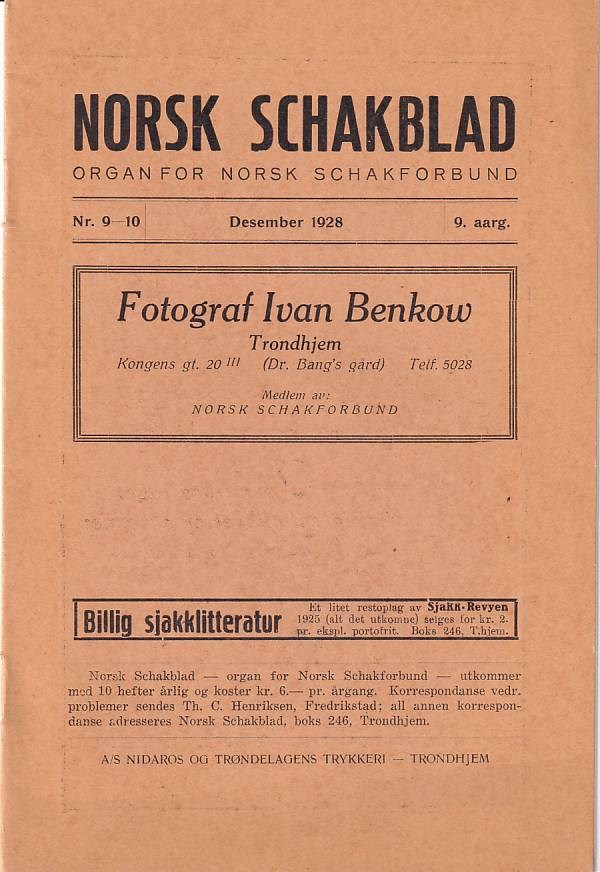 NORSK SCHAKBLAD
ORGAN FOR NORSK SCHAKFORBUND
Nr. 9—10 Desember 1928 9. aarg.
Fotograf Ivan Benkow
Trondhjem
Kongens gt. 20 III (Dr. Bang's gård) Telf. 5028
Medlem av:
NORSK SCHAKFORBUND
Billig sjakklitteratur
Et litet restoplag av Sjakk-Revyen
1925 (alt det utkomne) selges for kr. 2.
pr. ekspl. portofrit. Boks 246, T.hjem.
Norsk Schakblad — organ for Norsk Schakforbund — utkommer
med 10 hefter årlig og koster kr. 6.— pr. årgang. Korrespondanse vedr.
problemer sendes Th. C. Henriksen, Fredrikstad; all annen korrespon-
danse adresseres Norsk Schakblad, boks 246, Trondhjem.
A/S NIDAROS OG TRØNDELAGENS TRYKKERI — TRONDHJEM